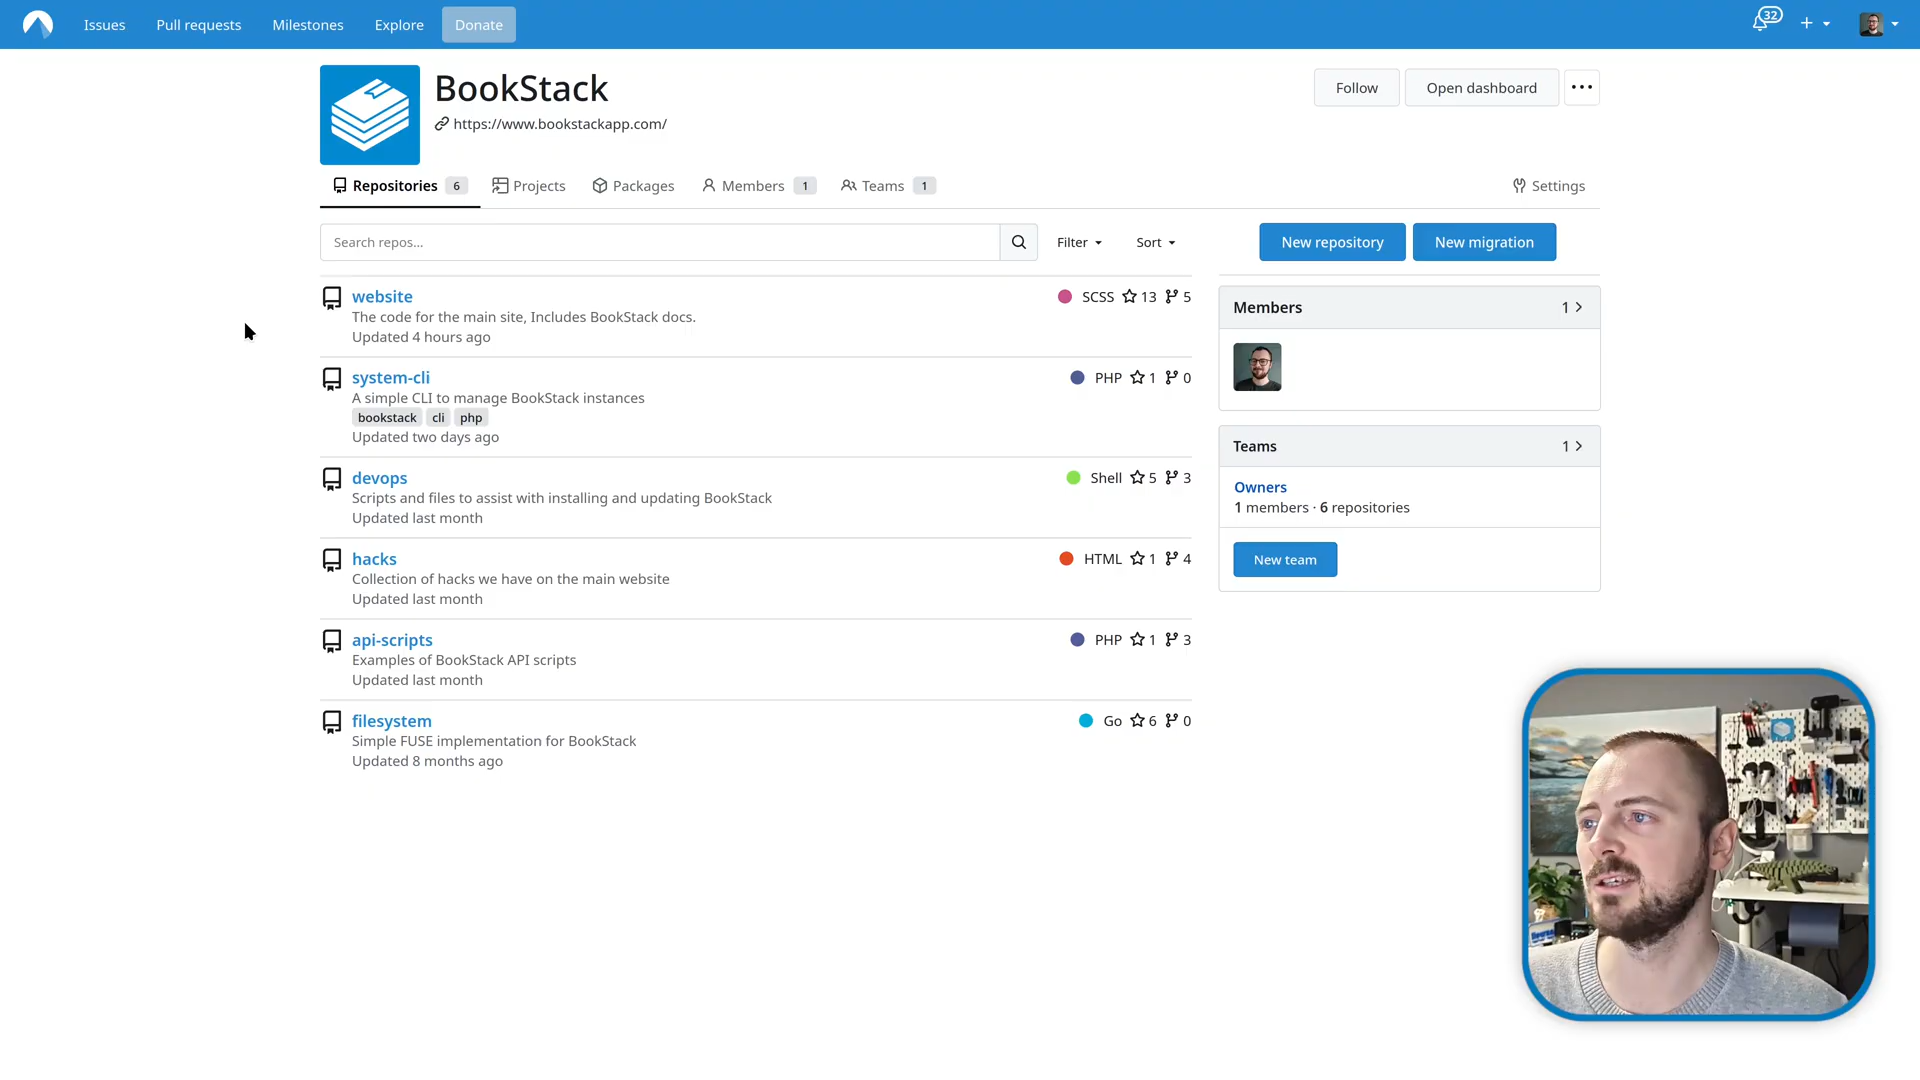 Issues Pull requests Milestones Explore Donate 32
BookStack
https://www.bookstackapp.com/
Follow Open dashboard
Repositories 6 Projects Packages Members 1 Teams 1 Settings
Search repos... Filter Sort
New repository New migration
website SCSS 13 5
The code for the main site, Includes BookStack docs.
Updated 4 hours ago
system-cli PHP 1 0
A simple CLI to manage BookStack instances
bookstack cli php
Updated two days ago
devops Shell 5 3
Scripts and files to assist with installing and updating BookStack
Updated last month
hacks HTML 1 4
Collection of hacks we have on the main website
Updated last month
api-scripts PHP 1 3
Examples of BookStack API scripts
Updated last month
filesystem Go 6 0
Simple FUSE implementation for BookStack
Updated 8 months ago
Members 1
Teams 1
Owners
1 members · 6 repositories
New team